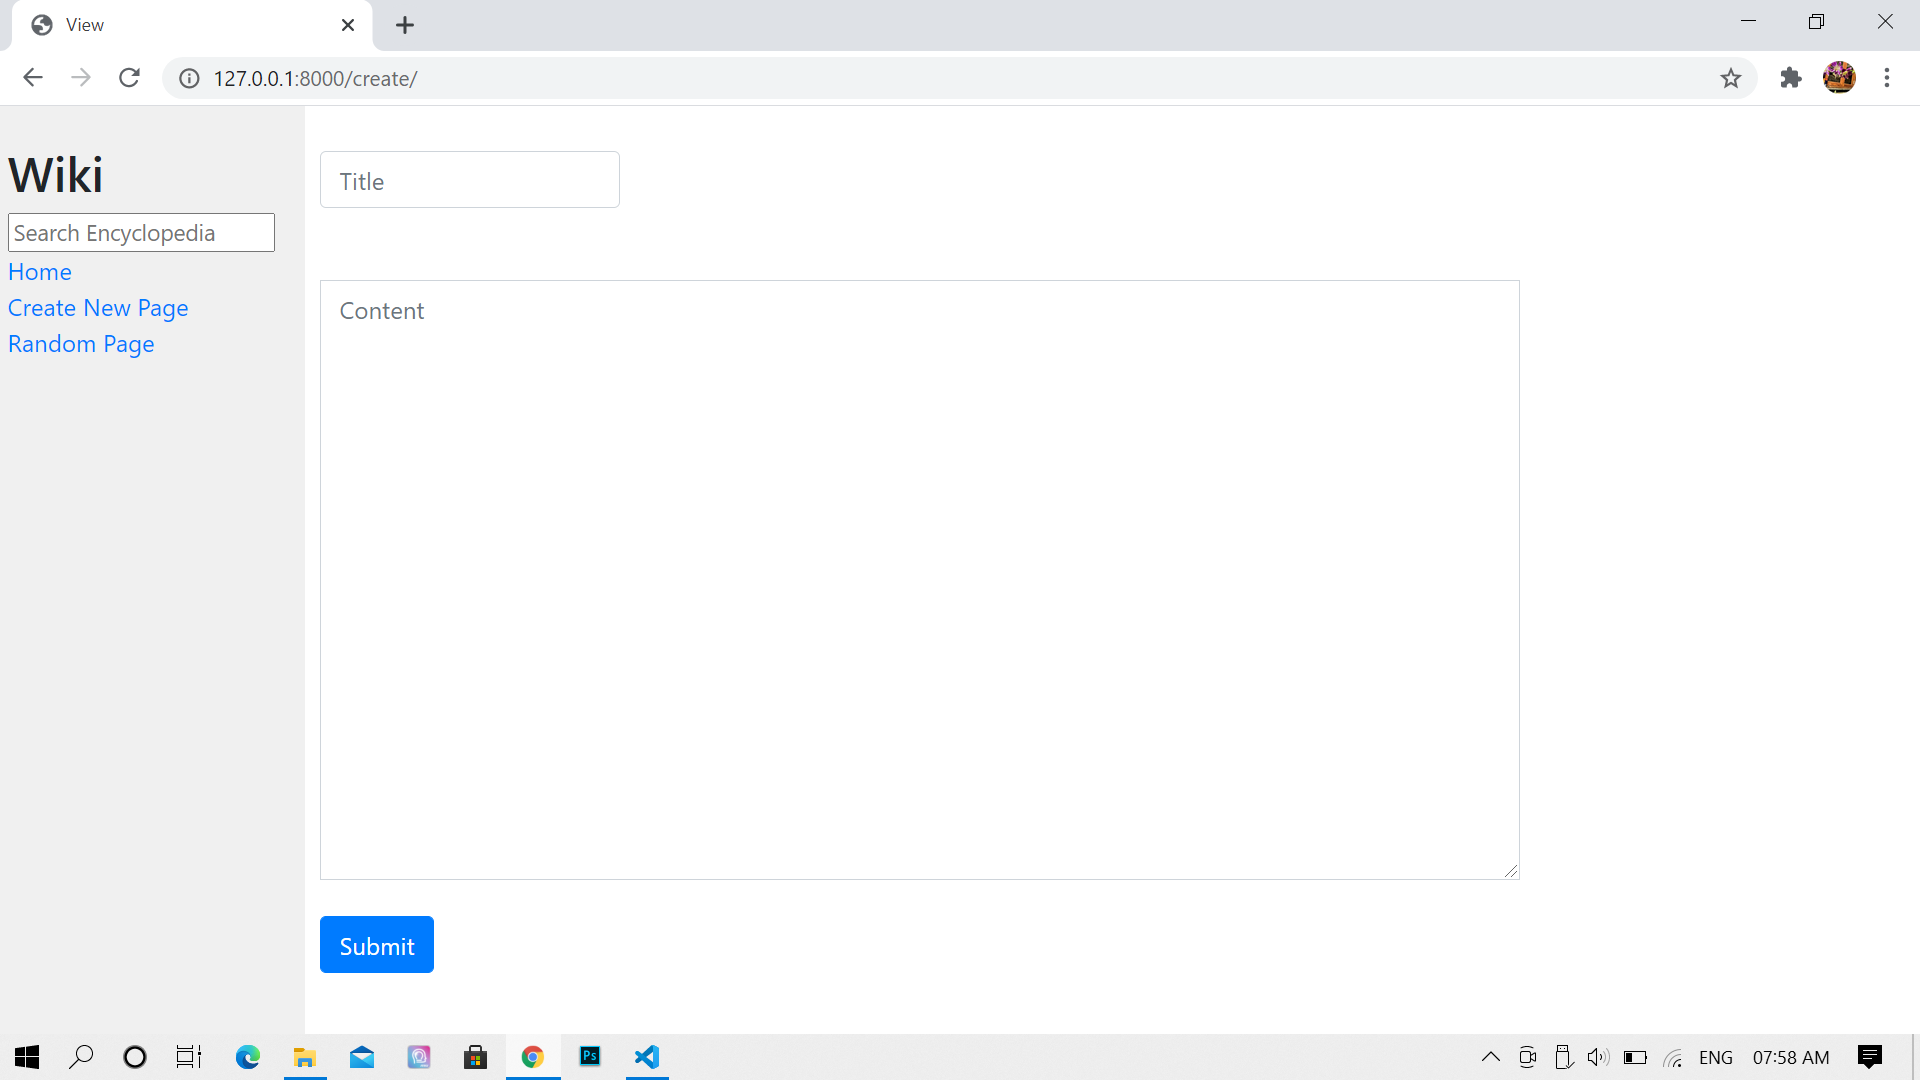 View
127.0.0.1:8000/create/
Wiki
Search Encyclopedia
Home
Create New Page
Random Page
Title
Content
Submit
Ps
ENG
07:58 AM